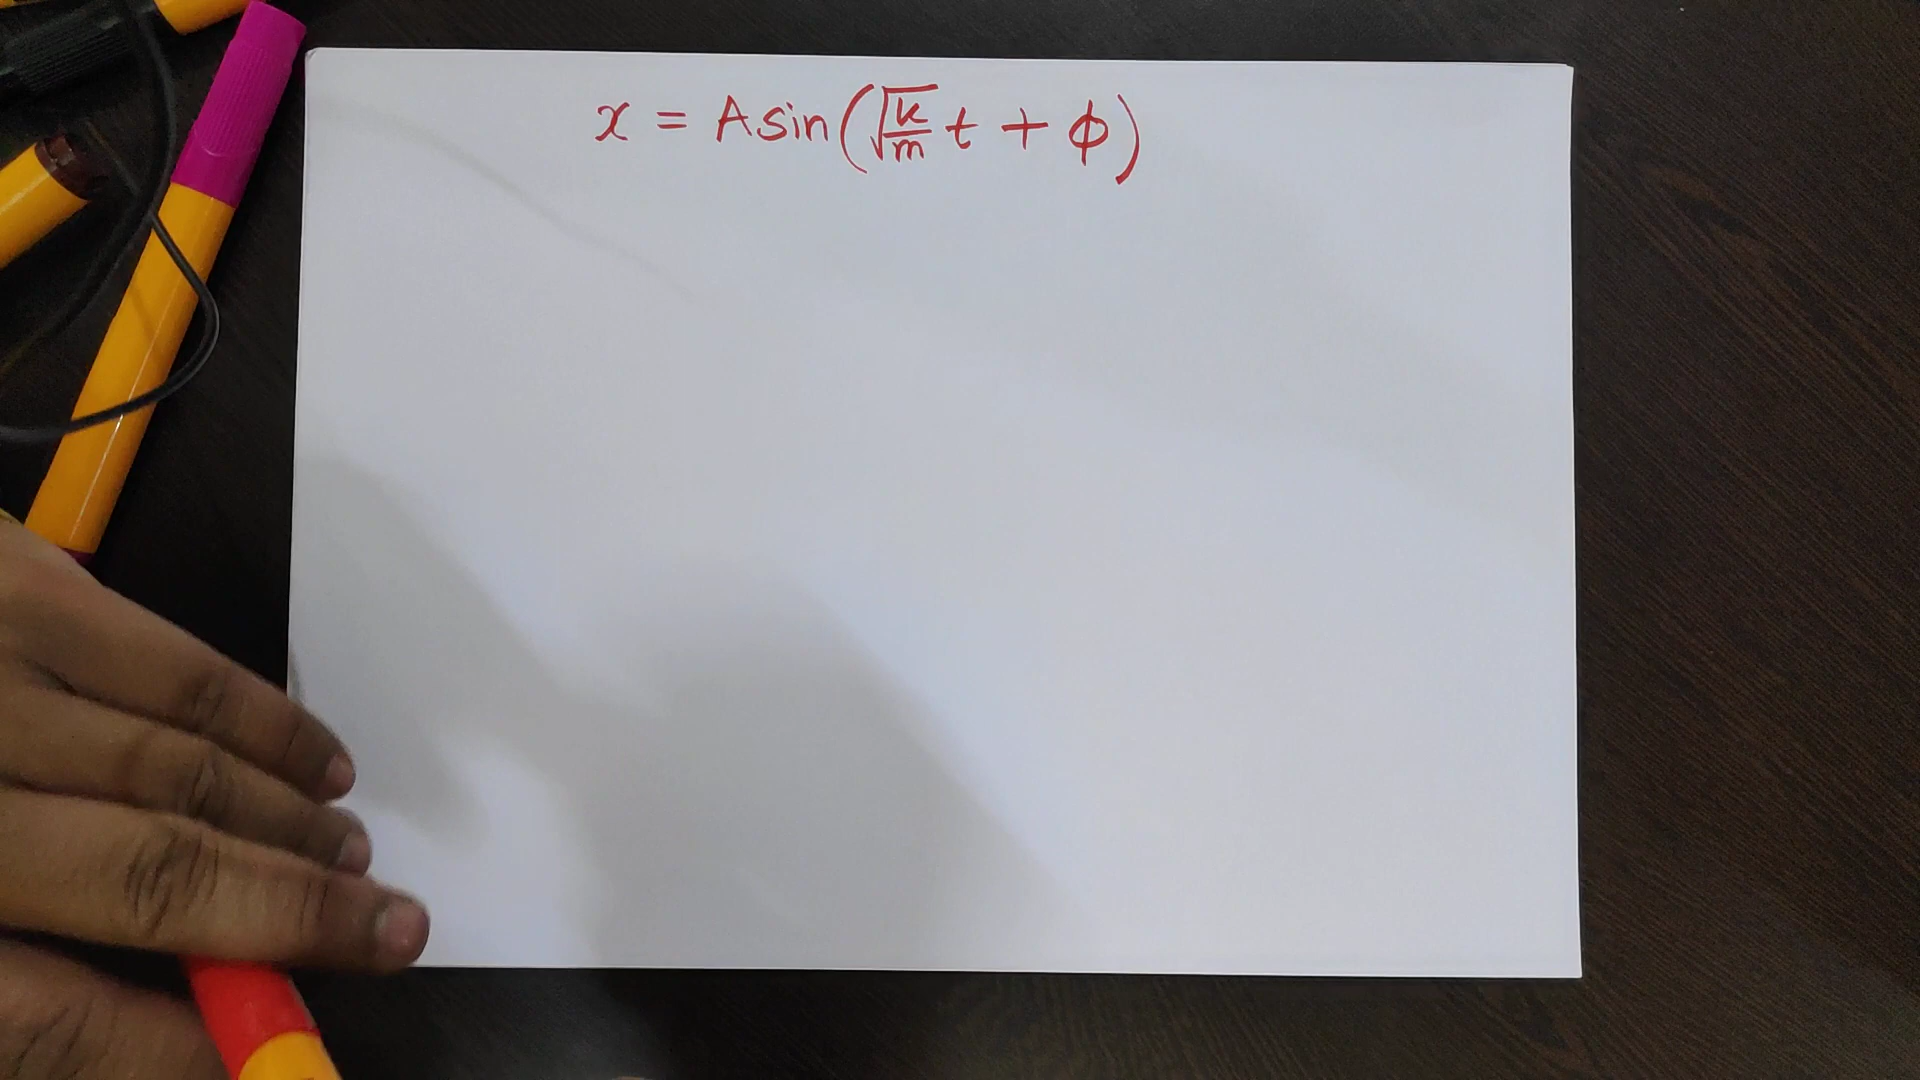 x = A sin(√(k/m) t + φ)